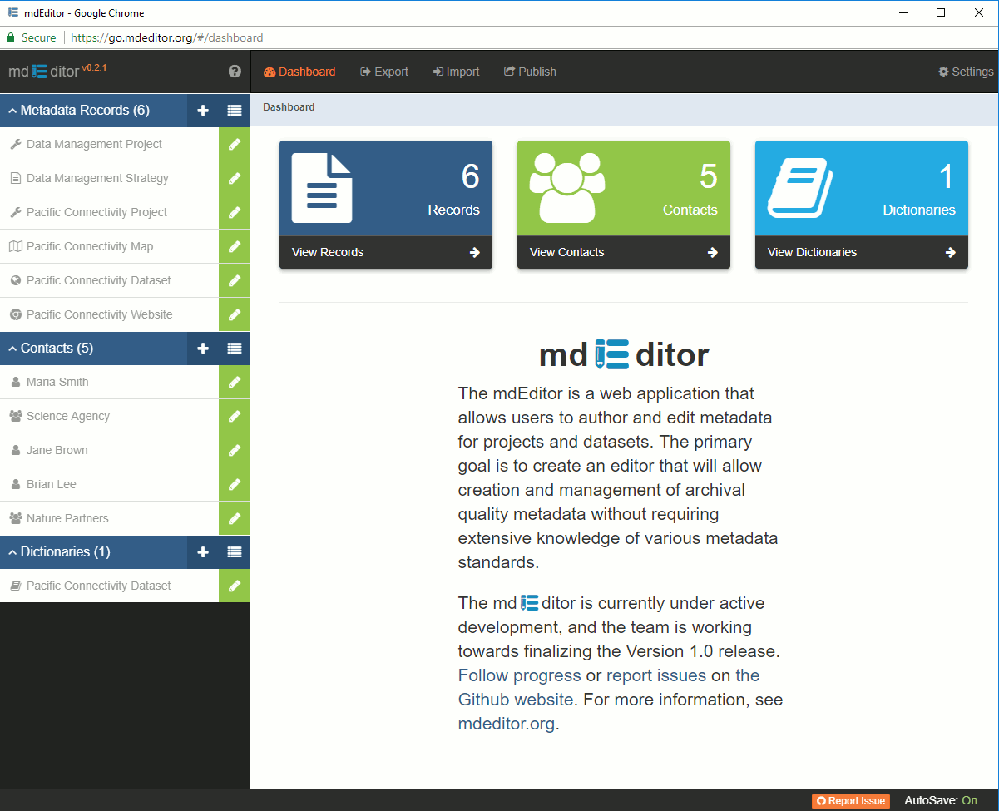 mdEditor - Google Chrome
Secure https://go.mdeditor.org/#/dashboard
mdEditor v0.2.1
Dashboard Export Import Publish Settings
Metadata Records (6)
Data Management Project
Data Management Strategy
Pacific Connectivity Project
Pacific Connectivity Map
Pacific Connectivity Dataset
Pacific Connectivity Website
Contacts (5)
Maria Smith
Science Agency
Jane Brown
Brian Lee
Nature Partners
Dictionaries (1)
Pacific Connectivity Dataset
Dashboard
6
Records
View Records
5
Contacts
View Contacts
1
Dictionaries
View Dictionaries
mdEditor
The mdEditor is a web application that
allows users to author and edit metadata
for projects and datasets. The primary
goal is to create an editor that will allow
creation and management of archival
quality metadata without requiring
extensive knowledge of various metadata
standards.
The mdEditor is currently under active
development, and the team is working
towards finalizing the Version 1.0 release.
Follow progress or report issues on the
Github website. For more information, see
mdeditor.org.
Report Issue AutoSave: On